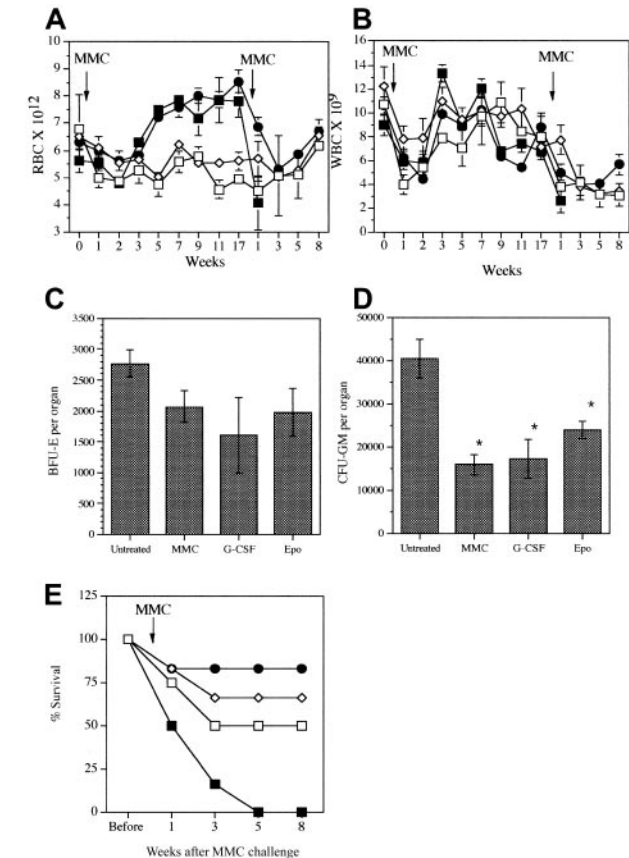 A
MMC
MMC
RBC X 10^12
10
9
8
7
6
5
4
3
0 1 2 3 5 7 9 11 17 1 3 5 8
Weeks
B
MMC
MMC
WBC X 10^9
16
14
12
10
8
6
4
2
0
0 1 2 3 5 7 9 11 17 1 3 5 8
Weeks
C
BFU-E per organ
3500
3000
2500
2000
1500
1000
500
0
Untreated MMC G-CSF Epo
D
CFU-GM per organ
50000
40000
30000
20000
10000
0
* * *
Untreated MMC G-CSF Epo
E
MMC
% Survival
125
100
75
50
25
0
Before 1 3 5 8
Weeks after MMC challenge